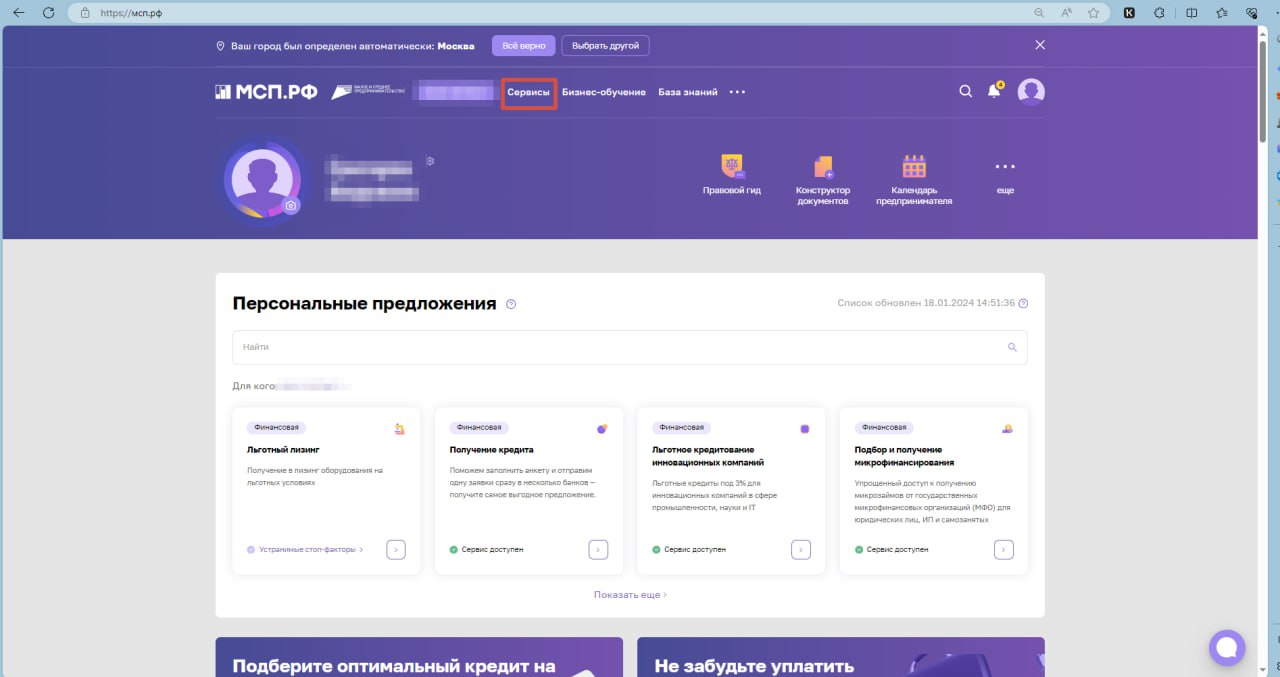 https://мсп.рф
Ваш город был определен автоматически: Москва
Всё верно
Выбрать другой
МСП.РФ
МАЛОЕ И СРЕДНЕЕ
ПРЕДПРИНИМАТЕЛЬСТВО
Сервисы
Бизнес-обучение
База знаний
4
Правовой гид
Конструктор
документов
Календарь
предпринимателя
еще
Персональные предложения
Список обновлен 18.01.2024 14:51:36
Найти
Для кого
Финансовая
Льготный лизинг
Получение в лизинг оборудования на
льготных условиях
Устранимые стоп-факторы
Финансовая
Получение кредита
Поможем заполнить анкету и отправим
одну заявки сразу в несколько банков —
получите самое выгодное предложение.
Сервис доступен
Финансовая
Льготное кредитование
инновационных компаний
Льготные кредиты под 3% для
инновационных компаний в сфере
промышленности, науки и IT
Сервис доступен
Финансовая
Подбор и получение
микрофинансирования
Упрощенный доступ к получению
микрозаймов от государственных
микрофинансовых организаций (МФО) для
юридических лиц, ИП и самозанятых
Сервис доступен
Показать еще
Подберите оптимальный кредит на
Не забудьте уплатить